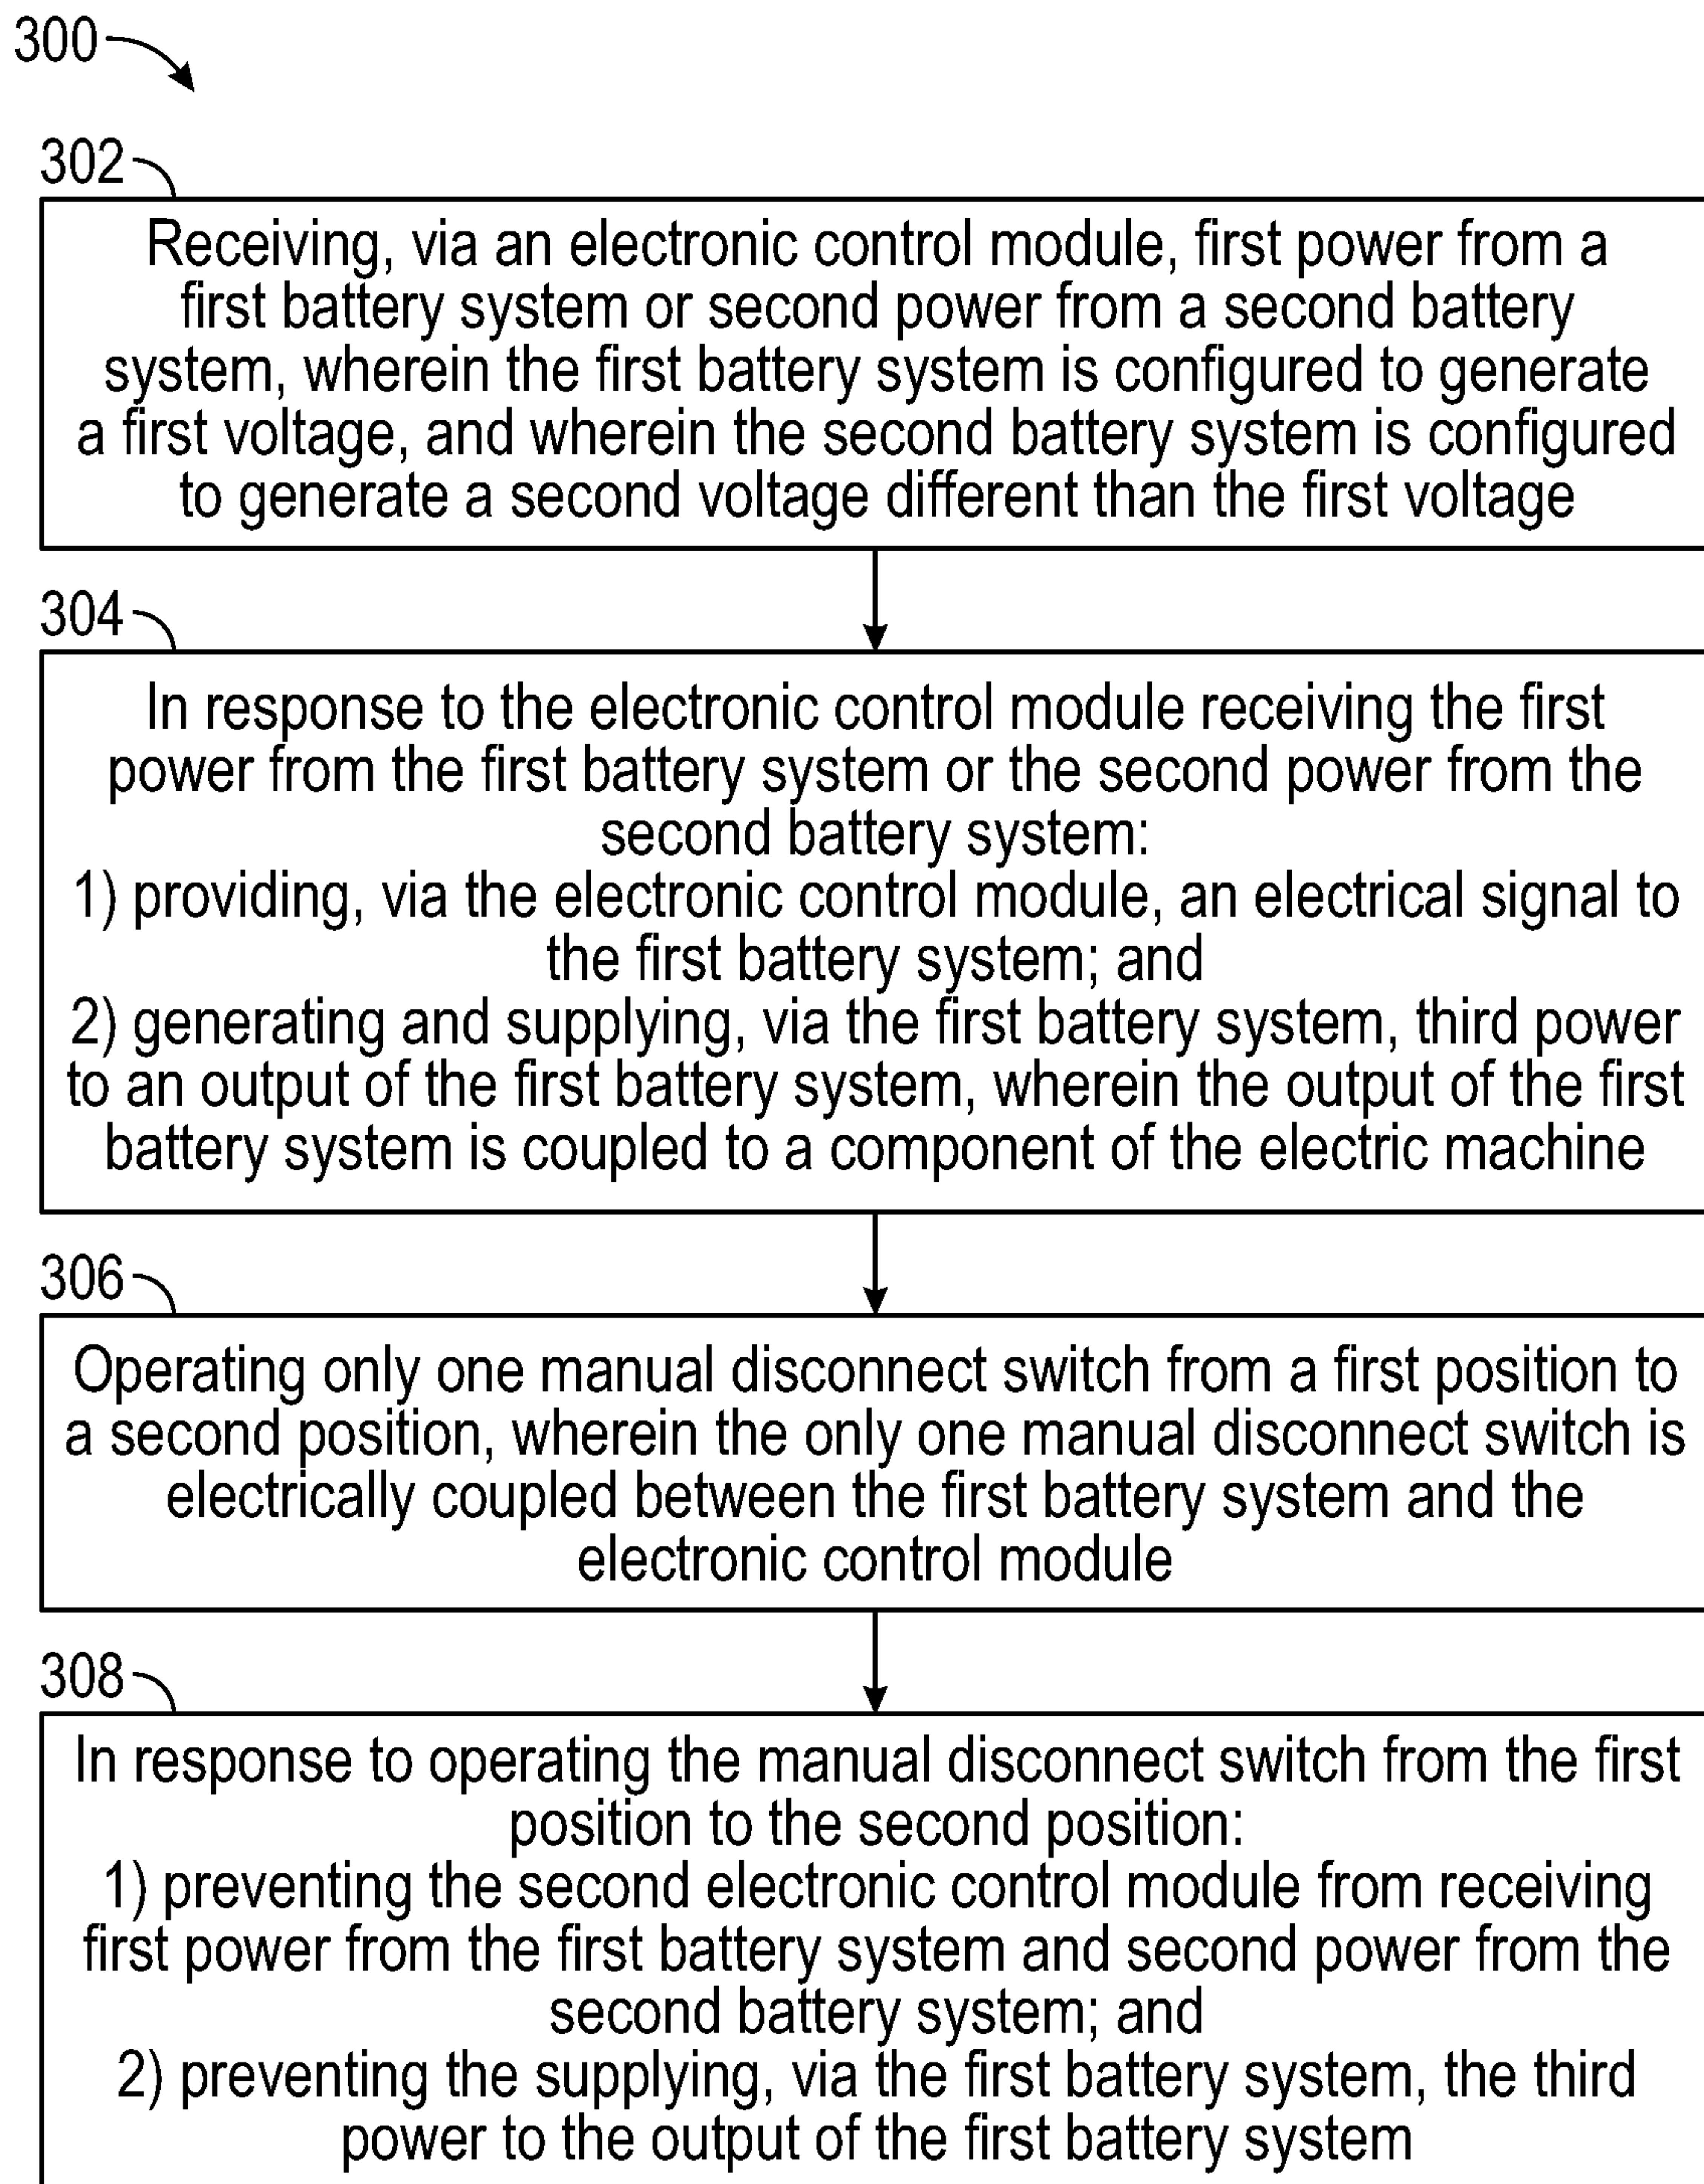 300
302
Receiving, via an electronic control module, first power from a
first battery system or second power from a second battery
system, wherein the first battery system is configured to generate
a first voltage, and wherein the second battery system is configured
to generate a second voltage different than the first voltage
304
In response to the electronic control module receiving the first
power from the first battery system or the second power from the
second battery system:
1) providing, via the electronic control module, an electrical signal to
the first battery system; and
2) generating and supplying, via the first battery system, third power
to an output of the first battery system, wherein the output of the first
battery system is coupled to a component of the electric machine
306
Operating only one manual disconnect switch from a first position to
a second position, wherein the only one manual disconnect switch is
electrically coupled between the first battery system and the
electronic control module
308
In response to operating the manual disconnect switch from the first
position to the second position:
1) preventing the second electronic control module from receiving
first power from the first battery system and second power from the
second battery system; and
2) preventing the supplying, via the first battery system, the third
power to the output of the first battery system